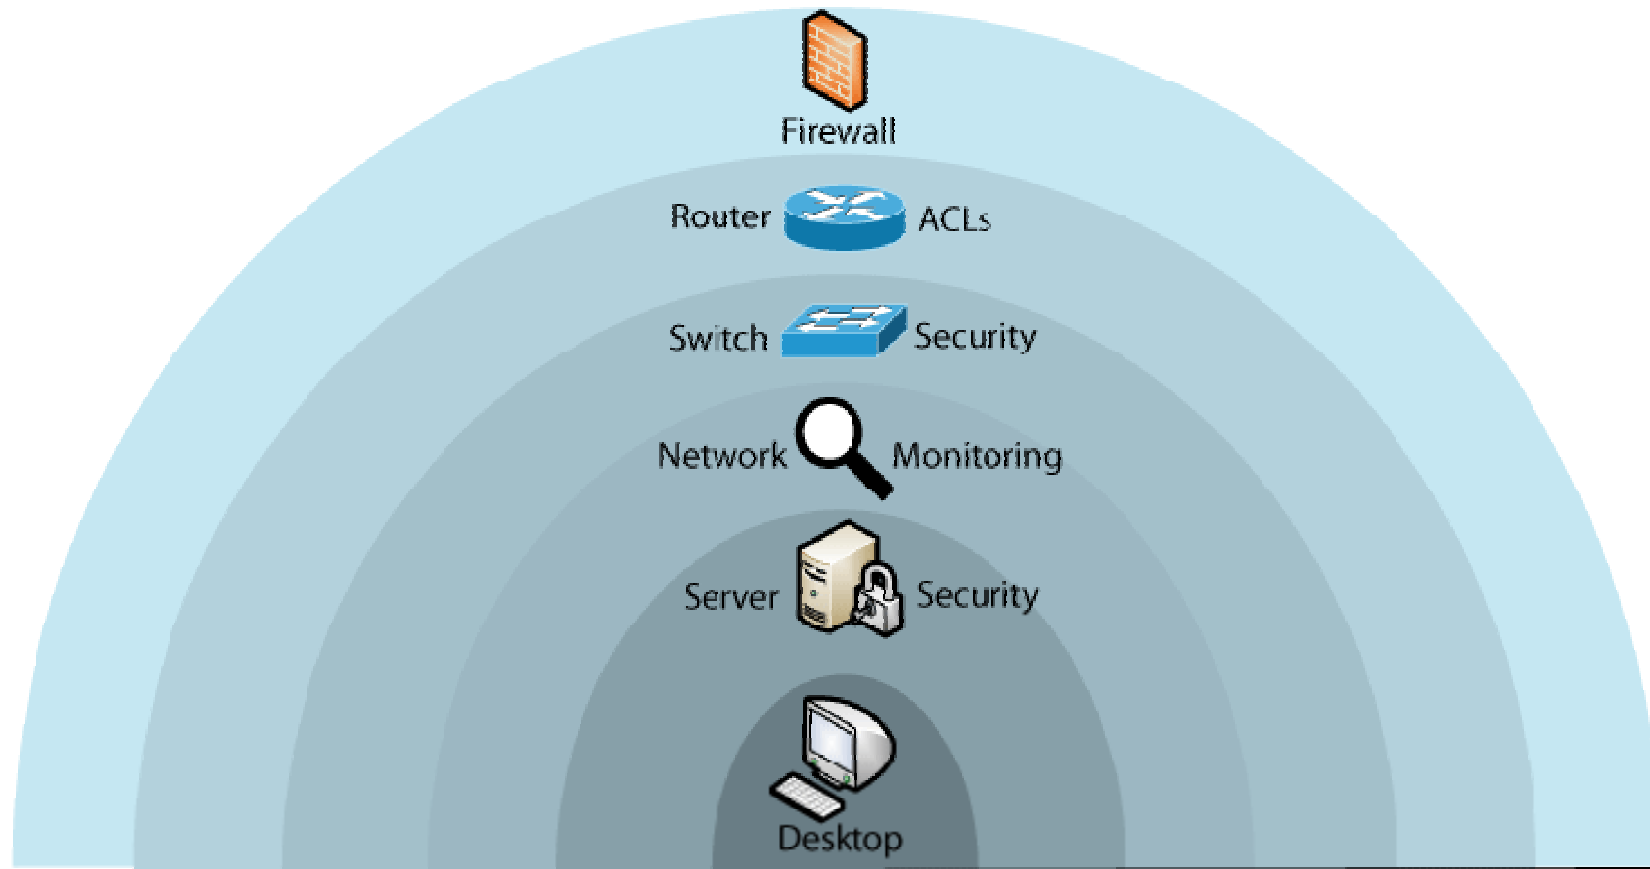 Firewall
Router ACLs
Switch Security
Network Monitoring
Server Security
Desktop